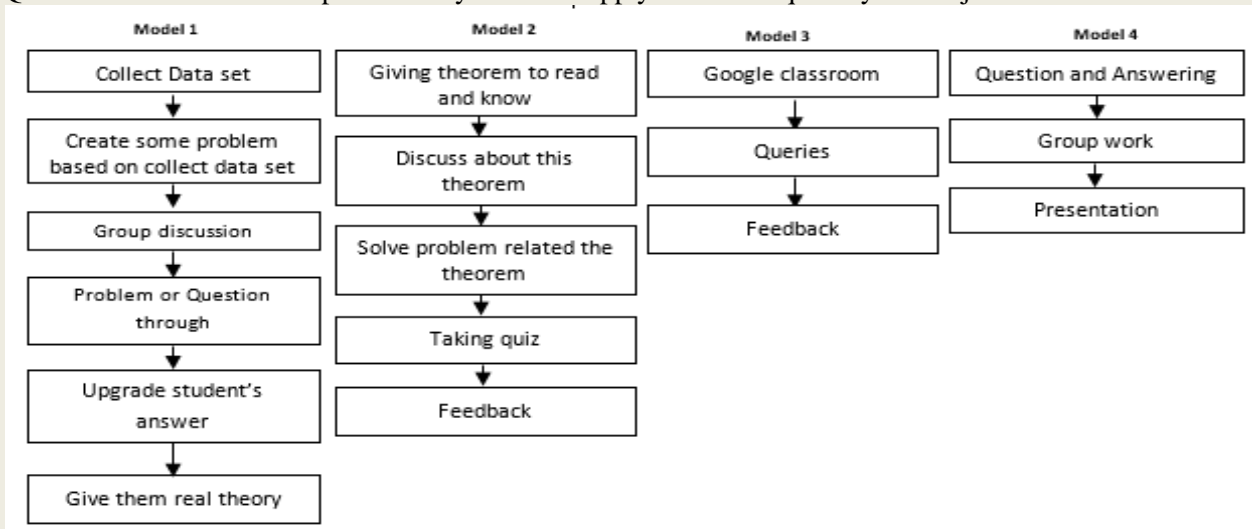 Model 1
Collect Data set
Create some problem
based on collect data set
Group discussion
Problem or Question
through
Upgrade student's
answer
Give them real theory
Model 2
Giving theorem to read
and know
Discuss about this
theorem
Solve problem related the
theorem
Taking quiz
Feedback
Model 3
Google classroom
Queries
Feedback
Model 4
Question and Answering
Group work
Presentation